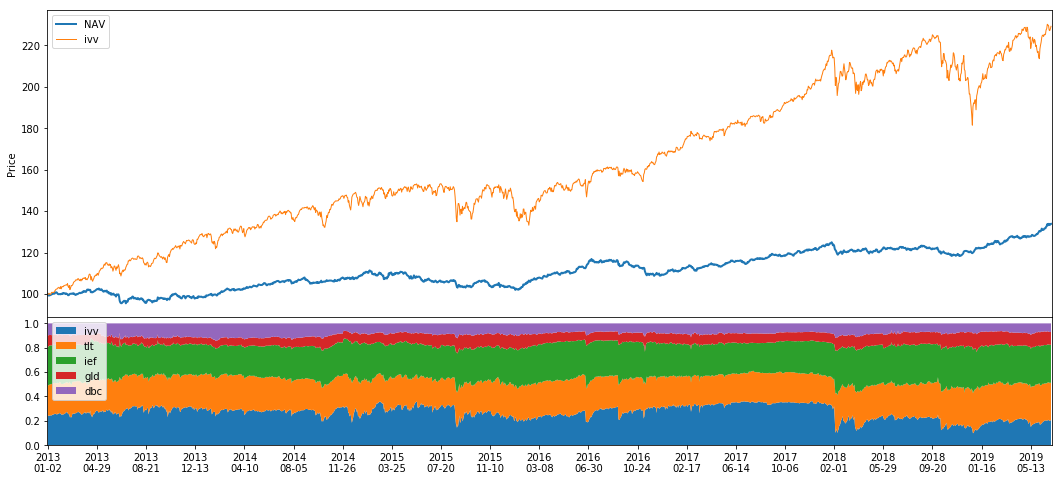 NAV
ivv
Price
220
200
180
160
140
120
100
1.0
0.8
0.6
0.4
0.2
0.0
ivv
tlt
ief
gld
dbc
2013 2013 2013 2013 2014 2014 2014 2015 2015 2015 2016 2016 2016 2017 2017 2017 2018 2018 2018 2019 2019
01-02 04-29 08-21 12-13 04-10 08-05 11-26 03-25 07-20 11-10 03-08 06-30 10-24 02-17 06-14 10-06 02-01 05-29 09-20 01-16 05-13